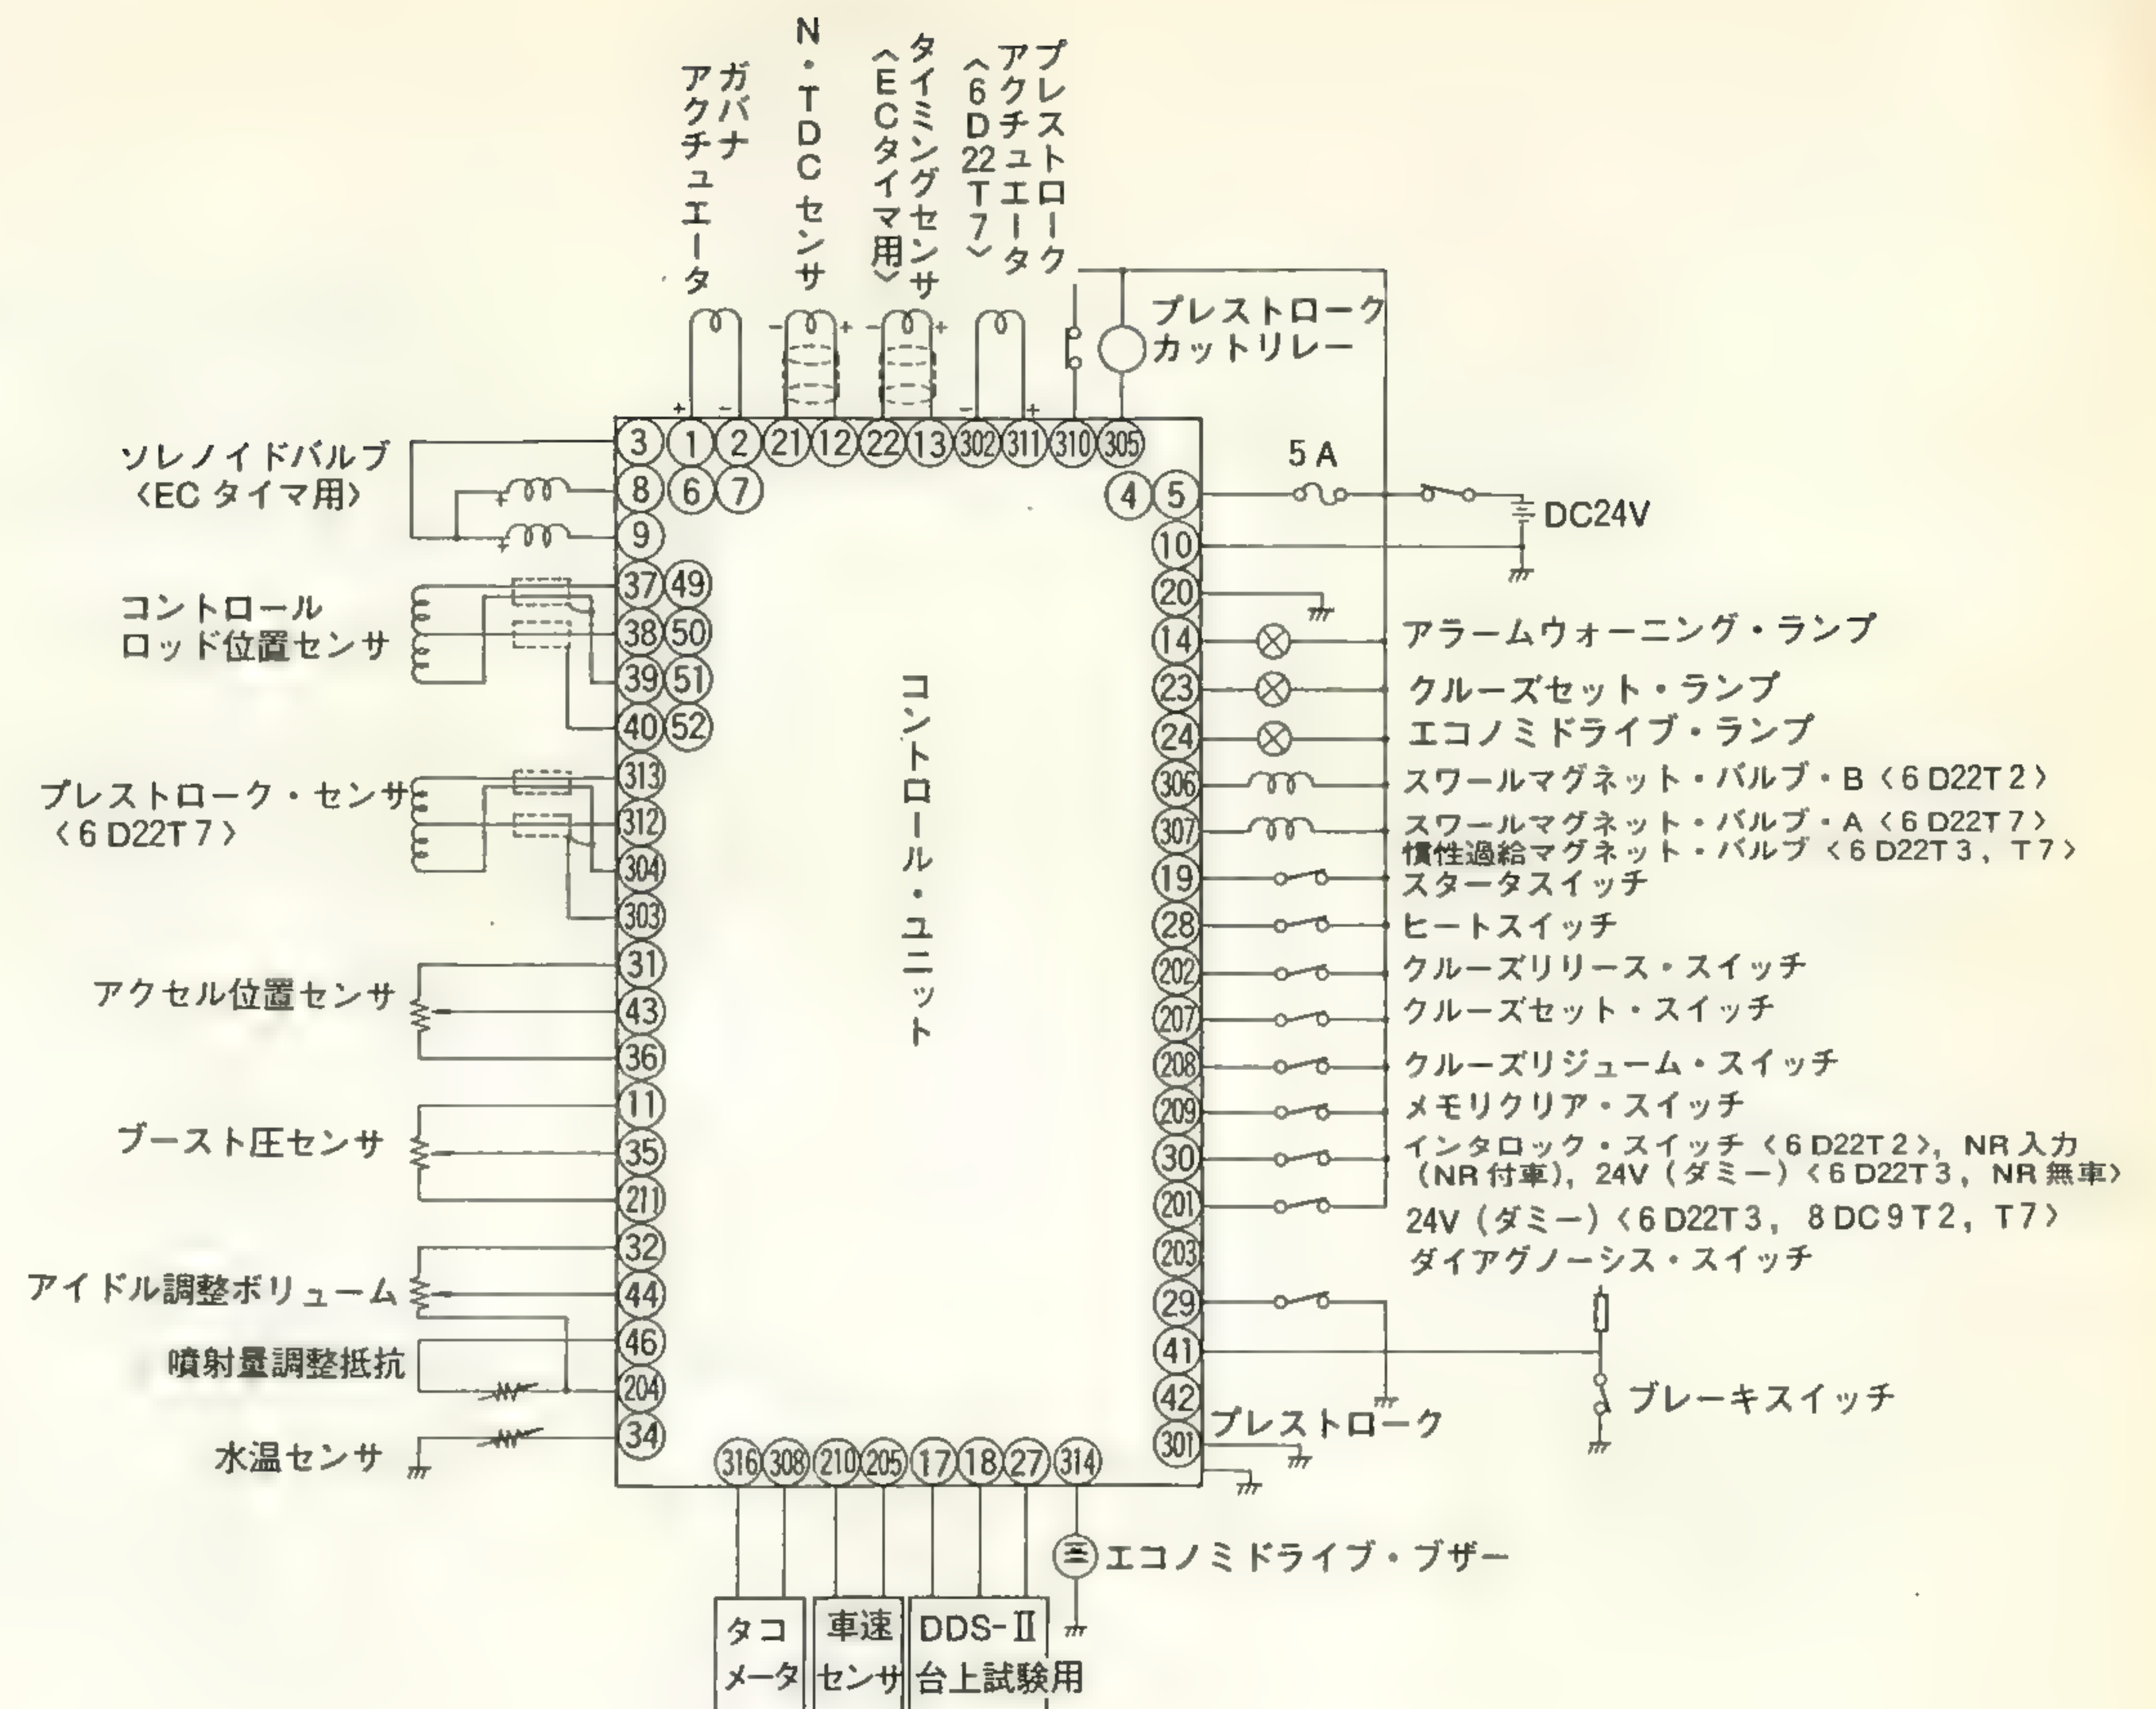 ガバナ
アクチュエータ
N・TDCセンサ
タイミングセンサ
〈ECタイマ用〉
プレストローク
アクチュエータ
〈6D22T7〉
プレストローク
カットリレー
+
-
-
+
-
+
-
+
3
1
2
21
12
22
13
302
311
310
305
8
6
7
4
5
9
10
5A
DC24V
ソレノイドバルブ
〈ECタイマ用〉
+
+
コントロール
ロッド位置センサ
37
49
38
50
39
51
40
52
プレストローク・センサ
〈6D22T7〉
313
312
304
303
アクセル位置センサ
31
43
36
ブースト圧センサ
11
35
211
アイドル調整ボリューム
32
44
噴射量調整抵抗
46
204
水温センサ
34
コントロール・ユニット
20
14
アラームウォーニング・ランプ
23
クルーズセット・ランプ
24
エコノミドライブ・ランプ
306
スワールマグネット・バルブ・B〈6D22T2〉
307
スワールマグネット・バルブ・A〈6D22T7〉
慣性過給マグネット・バルブ〈6D22T3, T7〉
19
スタータスイッチ
28
ヒートスイッチ
202
クルーズリリース・スイッチ
207
クルーズセット・スイッチ
208
クルーズリジューム・スイッチ
209
メモリクリア・スイッチ
30
インタロック・スイッチ〈6D22T2〉, NR入力
(NR付車), 24V (ダミー)〈6D22T3, NR無車〉
201
24V (ダミー)〈6D22T3, 8DC9T2, T7〉
203
ダイアグノーシス・スイッチ
29
41
42
ブレーキスイッチ
301
プレストローク
316
308
210
205
17
18
27
314
エコノミドライブ・ブザー
タコ
メータ
車速
センサ
DDS-Ⅱ
台上試験用